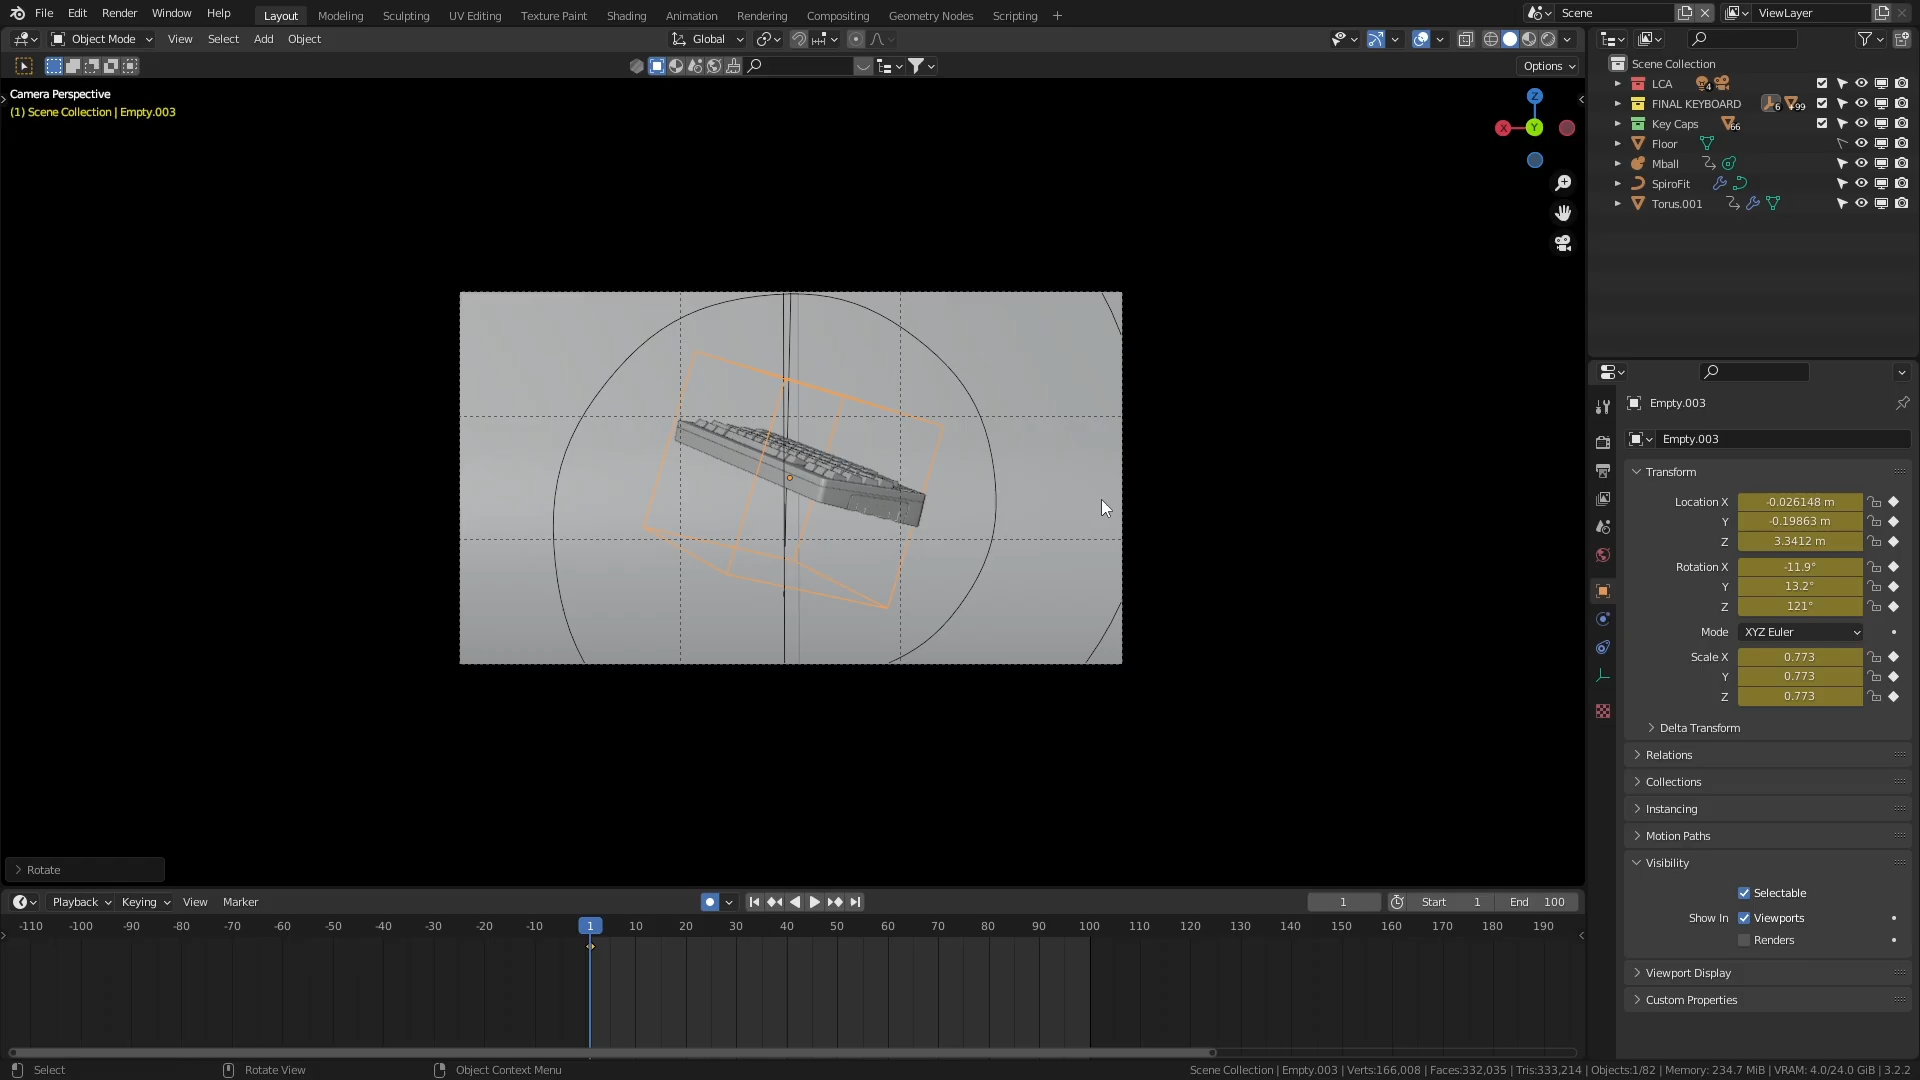 File Edit Render Window Help
Layout Modeling Sculpting UV Editing Texture Paint Shading Animation Rendering Compositing Geometry Nodes Scripting +
Scene
ViewLayer
Object Mode View Select Add Object
Global
Options
Camera Perspective
(1) Scene Collection | Empty.003
Z
X
Y
Scene Collection
LCA 4
FINAL KEYBOARD 6 +99
Key Caps 66
Floor
Mball
SpiroFit
Torus.001
Empty.003
Empty.003
Transform
Location X -0.026148 m
Y -0.19863 m
Z 3.3412 m
Rotation X -11.9°
Y 13.2°
Z 121°
Mode XYZ Euler
Scale X 0.773
Y 0.773
Z 0.773
Delta Transform
Relations
Collections
Instancing
Motion Paths
Visibility
Selectable
Show In Viewports
Renders
Viewport Display
Custom Properties
Rotate
Playback Keying View Marker
1
Start 1
End 100
-110 -100 -90 -80 -70 -60 -50 -40 -30 -20 -10 1 10 20 30 40 50 60 70 80 90 100 110 120 130 140 150 160 170 180 190
Select
Rotate View
Object Context Menu
Scene Collection | Empty.003 | Verts:166,008 | Faces:332,035 | Tris:333,214 | Objects:1/82 | Memory: 234.7 MiB | VRAM: 4.0/24.0 GiB | 3.2.2